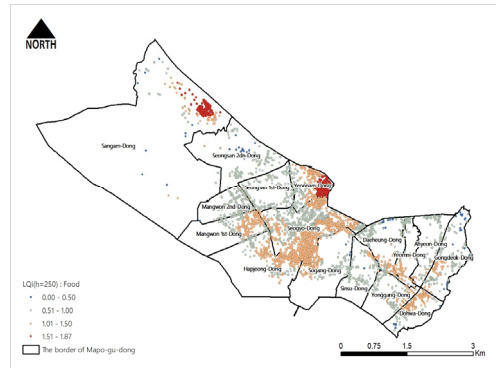 NORTH
Sangam-Dong
Seongsan 2dn-Dong
Seongsan 1st-Dong
Yeonnam-Dong
Mangwon 2nd-Dong
Mangwon 1st-Dong
Seogyo-Dong
Hapjeong-Dong
Sogang-Dong
Daeheung-Dong
Ahyeon-Dong
Yeomni-Dong
Gongdeok-Dong
Sinsu-Dong
Yonggang-Dong
Dohwa-Dong
LQI(h=250) : Food
0.00 - 0.50
0.51 - 1.00
1.01 - 1.50
1.51 - 1.87
The border of Mapo-gu-dong
0 0.75 1.5 3
Km